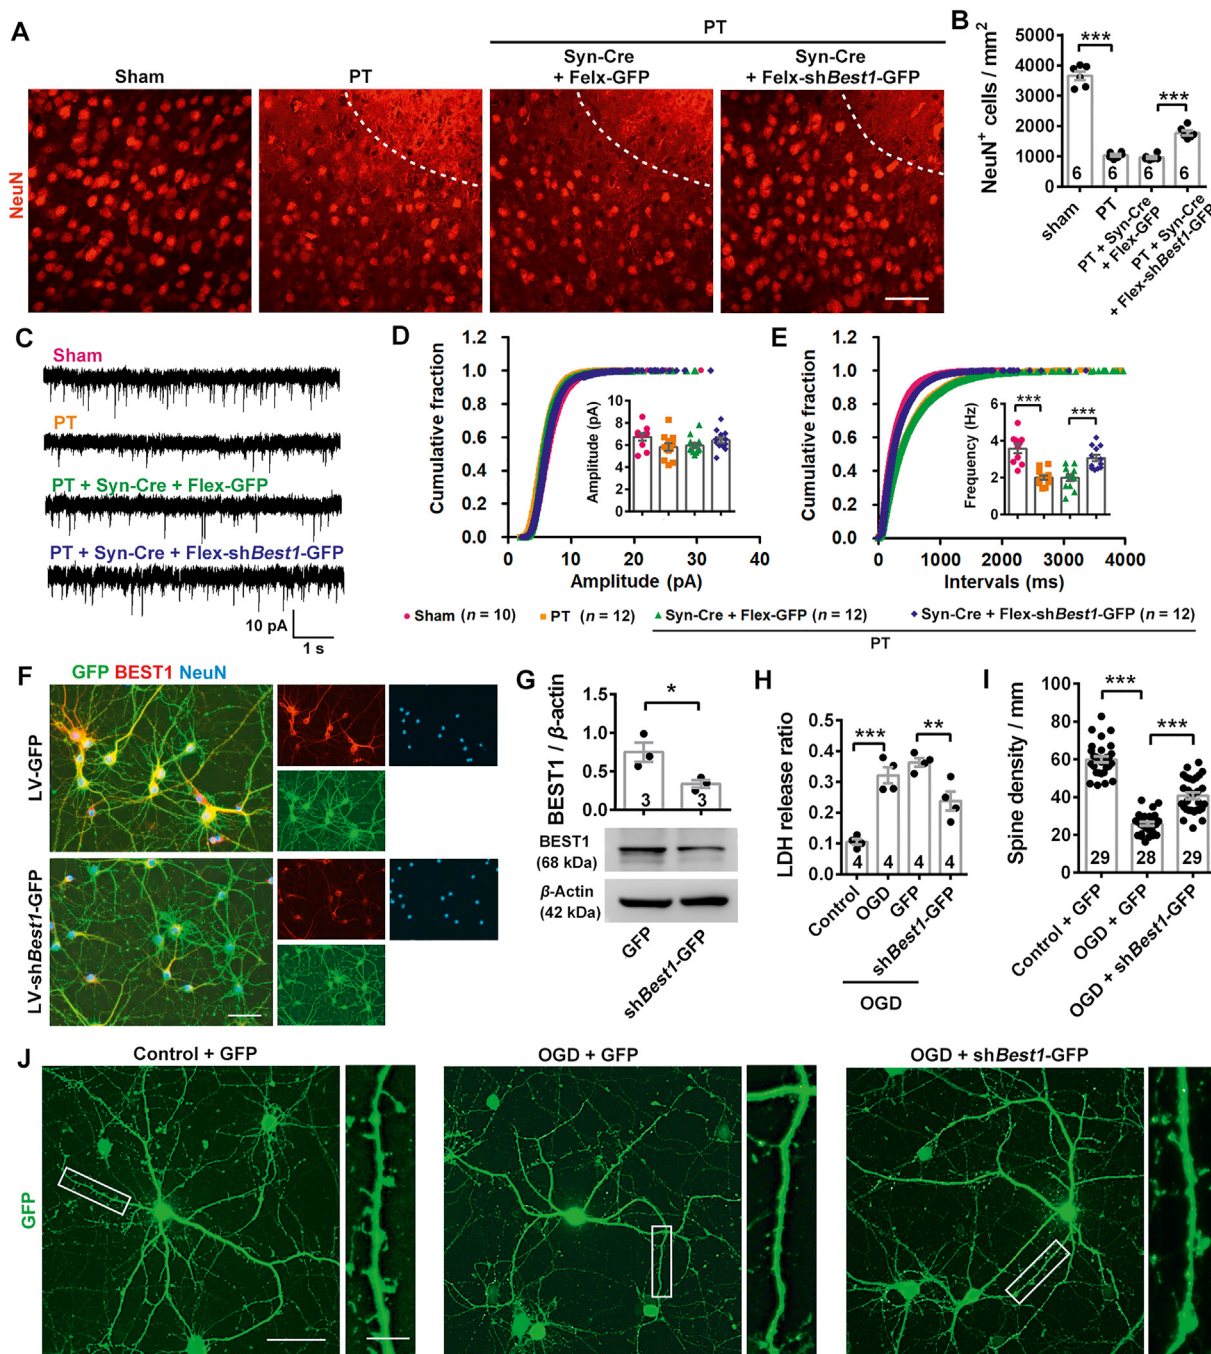 A
PT
Sham
PT
Syn-Cre
+ Felx-GFP
Syn-Cre
+ Felx-shBest1-GFP
NeuN
B
NeuN+ cells / mm2
5000
4000
3000
2000
1000
0
***
***
6
6
6
6
sham
PT
PT + Syn-Cre
+ Flex-GFP
PT + Syn-Cre
+ Flex-shBest1-GFP
C
Sham
PT
PT + Syn-Cre + Flex-GFP
PT + Syn-Cre + Flex-shBest1-GFP
10 pA
1 s
D
Cumulative fraction
1.2
1.0
0.8
0.6
0.4
0.2
0.0
0
10
20
30
40
Amplitude (pA)
Amplitude (pA)
10
8
6
4
2
0
E
Cumulative fraction
1.2
1.0
0.8
0.6
0.4
0.2
0.0
0
1000
2000
3000
4000
Intervals (ms)
Frequency (Hz)
6
4
2
0
***
***
Sham (n = 10)
PT (n = 12)
Syn-Cre + Flex-GFP (n = 12)
Syn-Cre + Flex-shBest1-GFP (n = 12)
PT
F
GFP BEST1 NeuN
LV-GFP
LV-shBest1-GFP
G
BEST1 / β-actin
1.5
1.0
0.5
0.0
*
3
3
BEST1
(68 kDa)
β-Actin
(42 kDa)
GFP
shBest1-GFP
H
LDH release ratio
0.5
0.4
0.3
0.2
0.1
0
***
**
4
4
4
4
Control
OGD
GFP
shBest1-GFP
OGD
I
Spine density / mm
100
80
60
40
20
0
***
***
29
28
29
Control + GFP
OGD + GFP
OGD + shBest1-GFP
J
Control + GFP
OGD + GFP
OGD + shBest1-GFP
GFP